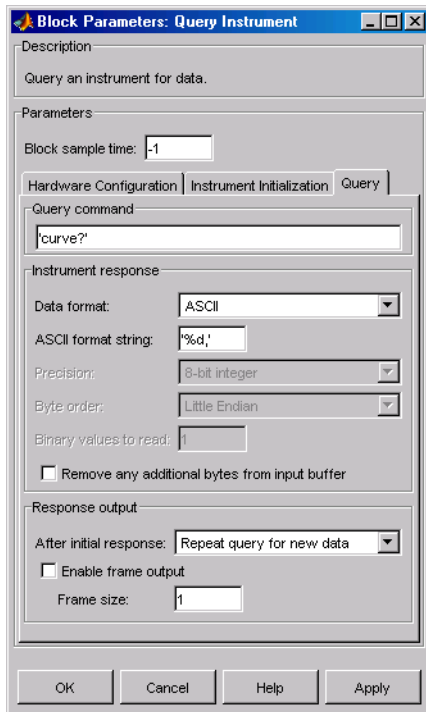 Block Parameters: Query Instrument
Description
Query an instrument for data.
Parameters
Block sample time: -1
Hardware Configuration Instrument Initialization Query
Query command
'curve?'
Instrument response
Data format: ASCII
ASCII format string: '%d,'
Precision: 8-bit integer
Byte order: Little Endian
Binary values to read: 1
Remove any additional bytes from input buffer
Response output
After initial response: Repeat query for new data
Enable frame output
Frame size: 1
OK Cancel Help Apply